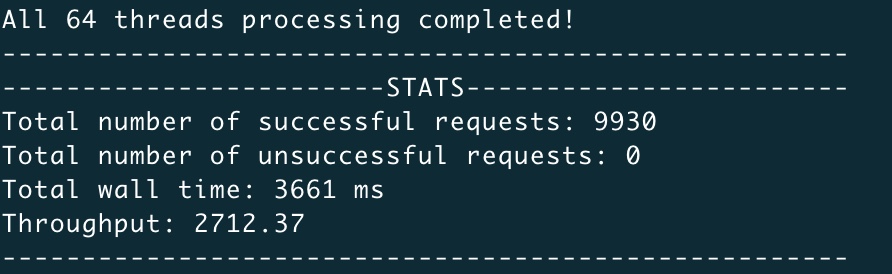 All 64 threads processing completed!
-----------------------------------------------------
------------------------STATS------------------------
Total number of successful requests: 9930
Total number of unsuccessful requests: 0
Total wall time: 3661 ms
Throughput: 2712.37
-----------------------------------------------------